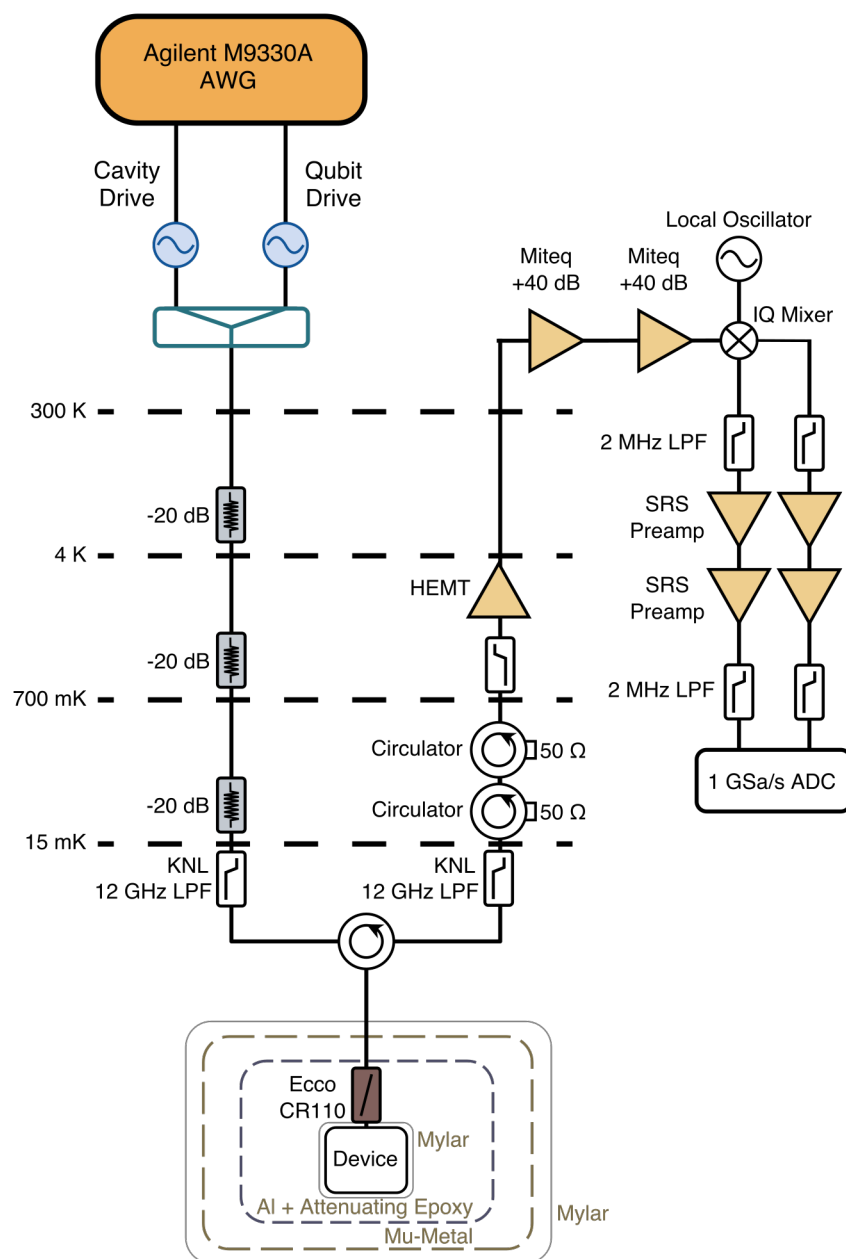 Agilent M9330A
AWG
Cavity
Drive
Qubit
Drive
300 K
-20 dB
4 K
-20 dB
700 mK
-20 dB
15 mK
KNL
12 GHz LPF
HEMT
Circulator
50 Ω
Circulator
50 Ω
KNL
12 GHz LPF
Miteq
+40 dB
Miteq
+40 dB
Local Oscillator
IQ Mixer
2 MHz LPF
SRS
Preamp
SRS
Preamp
2 MHz LPF
1 GSa/s ADC
Ecco
CR110
Mylar
Device
Al + Attenuating Epoxy
Mu-Metal
Mylar